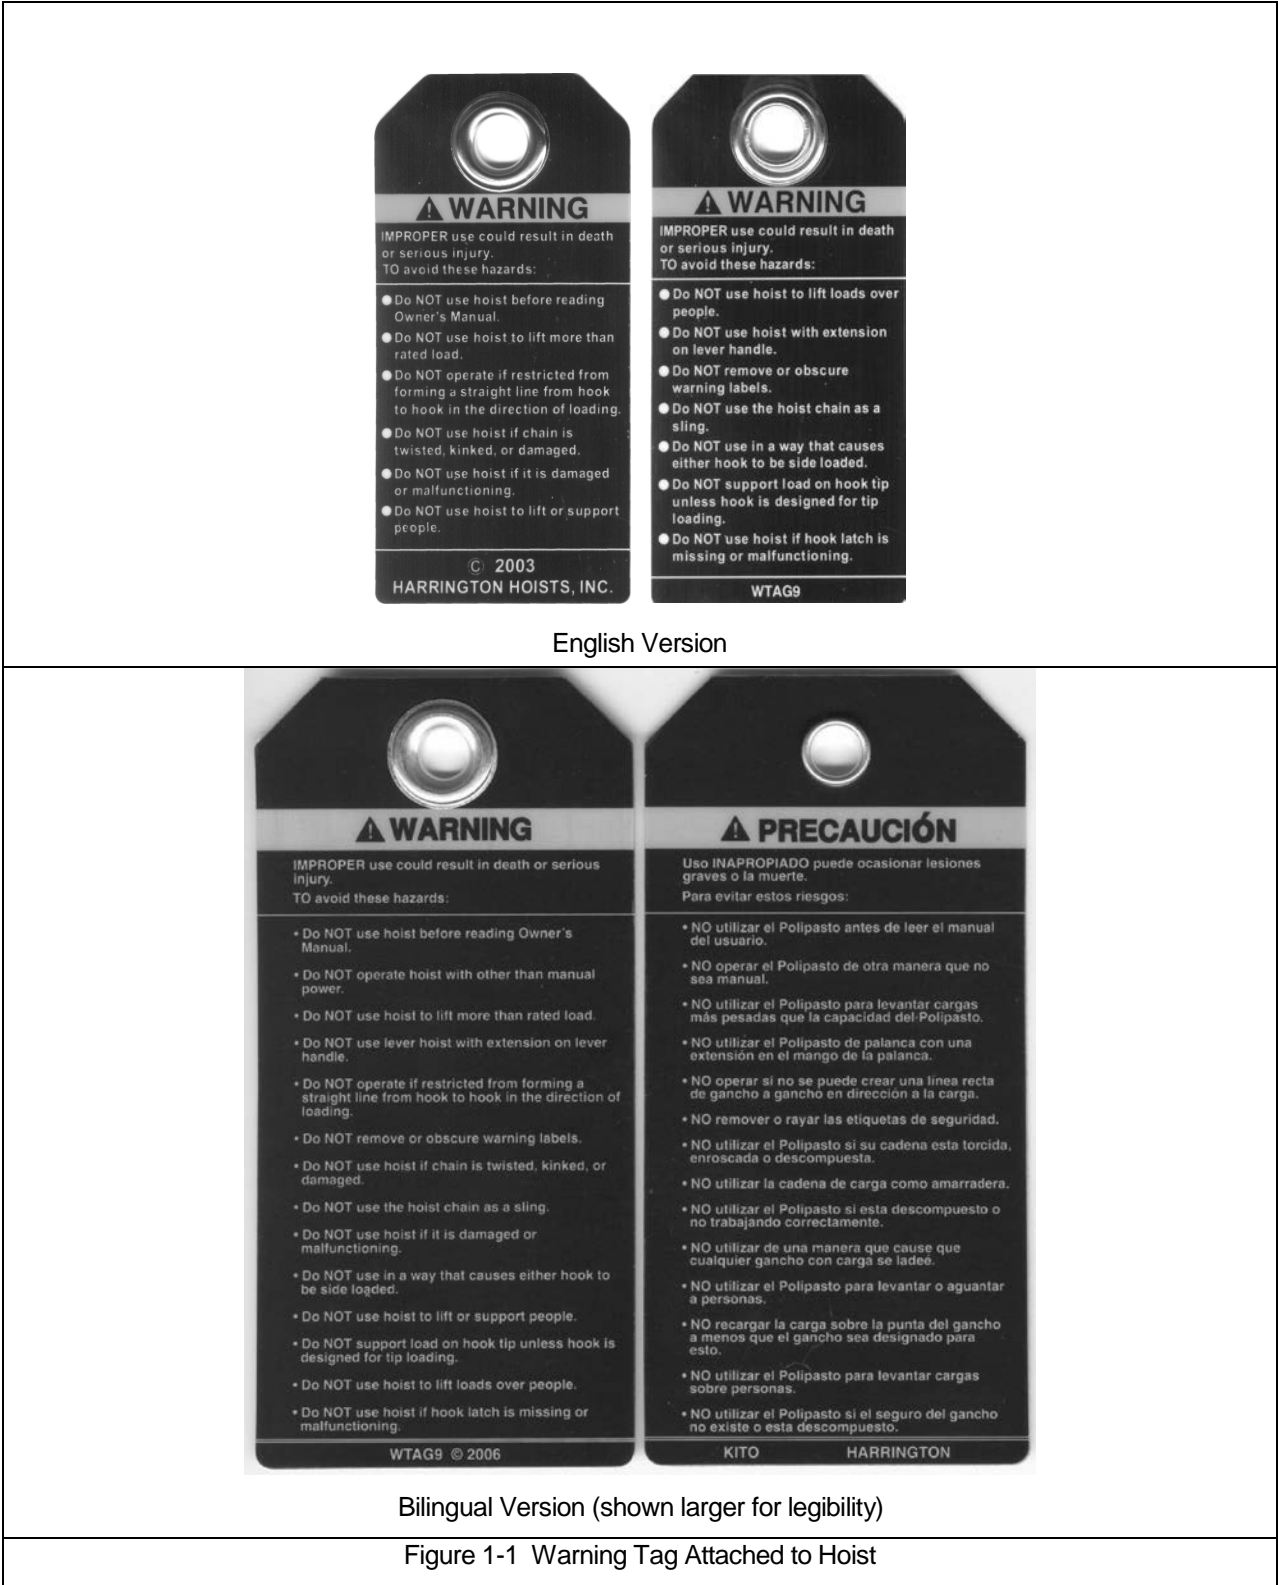 WARNING
IMPROPER use could result in death
or serious injury.
TO avoid these hazards:
Do NOT use hoist before reading
Owner's Manual.
Do NOT use hoist to lift more than
rated load.
Do NOT operate if restricted from
forming a straight line from hook
to hook in the direction of loading.
Do NOT use hoist if chain is
twisted, kinked, or damaged.
Do NOT use hoist if it is damaged
or malfunctioning.
Do NOT use hoist to lift or support
people.
© 2003
HARRINGTON HOISTS, INC.
WARNING
IMPROPER use could result in death
or serious injury.
TO avoid these hazards:
Do NOT use hoist to lift loads over
people.
Do NOT use hoist with extension
on lever handle.
Do NOT remove or obscure
warning labels.
Do NOT use the hoist chain as a
sling.
Do NOT use in a way that causes
either hook to be side loaded.
Do NOT support load on hook tip
unless hook is designed for tip
loading.
Do NOT use hoist if hook latch is
missing or malfunctioning.
WTAG9
English Version
WARNING
IMPROPER use could result in death or serious
injury.
TO avoid these hazards:
• Do NOT use hoist before reading Owner's
Manual.
• Do NOT operate hoist with other than manual
power.
• Do NOT use hoist to lift more than rated load.
• Do NOT use lever hoist with extension on lever
handle.
• Do NOT operate if restricted from forming a
straight line from hook to hook in the direction of
loading.
• Do NOT remove or obscure warning labels.
• Do NOT use hoist if chain is twisted, kinked, or
damaged.
• Do NOT use the hoist chain as a sling.
• Do NOT use hoist if it is damaged or
malfunctioning.
• Do NOT use in a way that causes either hook to
be side loaded.
• Do NOT use hoist to lift or support people.
• Do NOT support load on hook tip unless hook is
designed for tip loading.
• Do NOT use hoist to lift loads over people.
• Do NOT use hoist if hook latch is missing or
malfunctioning.
WTAG9 © 2006
PRECAUCIÓN
Uso INAPROPIADO puede ocasionar lesiones
graves o la muerte.
Para evitar estos riesgos:
• NO utilizar el Polipasto antes de leer el manual
del usuario.
• NO operar el Polipasto de otra manera que no
sea manual.
• NO utilizar el Polipasto para levantar cargas
más pesadas que la capacidad del Polipasto.
• NO utilizar el Polipasto de palanca con una
extensión en el mango de la palanca.
• NO operar si no se puede crear una línea recta
de gancho a gancho en dirección a la carga.
• NO remover o rayar las etiquetas de seguridad.
• NO utilizar el Polipasto si su cadena esta torcida,
enroscada o descompuesta.
• NO utilizar la cadena de carga como amarradera.
• NO utilizar el Polipasto si esta descompuesto o
no trabajando correctamente.
• NO utilizar de una manera que cause que
cualquier gancho con carga se ladeé.
• NO utilizar el Polipasto para levantar o aguantar
a personas.
• NO recargar la carga sobre la punta del gancho
a menos que el gancho sea designado para
esto.
• NO utilizar el Polipasto para levantar cargas
sobre personas.
• NO utilizar el Polipasto si el seguro del gancho
no existe o esta descompuesto.
KITO HARRINGTON
Bilingual Version (shown larger for legibility)
Figure 1-1 Warning Tag Attached to Hoist